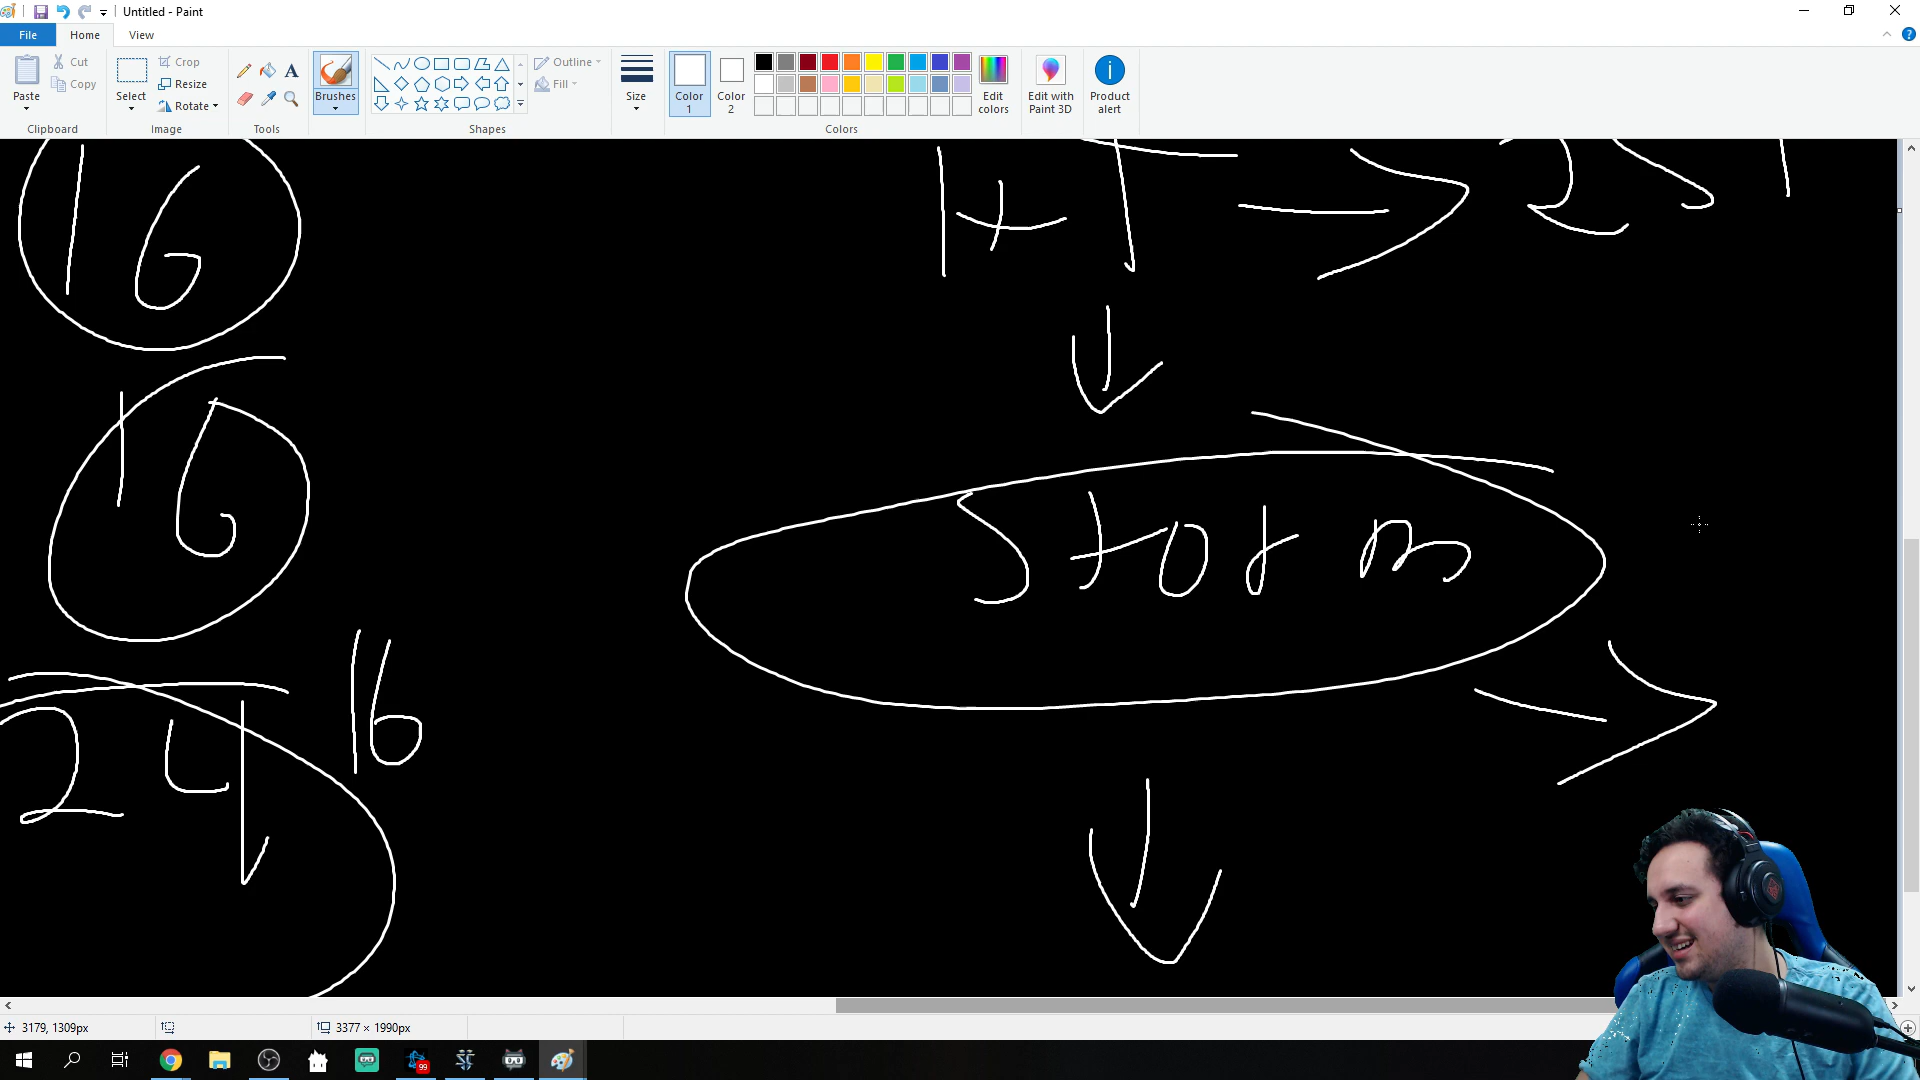 Untitled - Paint
File Home View
Paste
Cut
Copy
Clipboard
Select
Crop
Resize
Rotate
Image
A
Tools
Brushes
Outline
Fill
Shapes
Size
Color 1
Color 2
Edit colors
Colors
Edit with Paint 3D
Product alert
16
16
24
16
Storm
3179, 1309px
3377 × 1990px
99